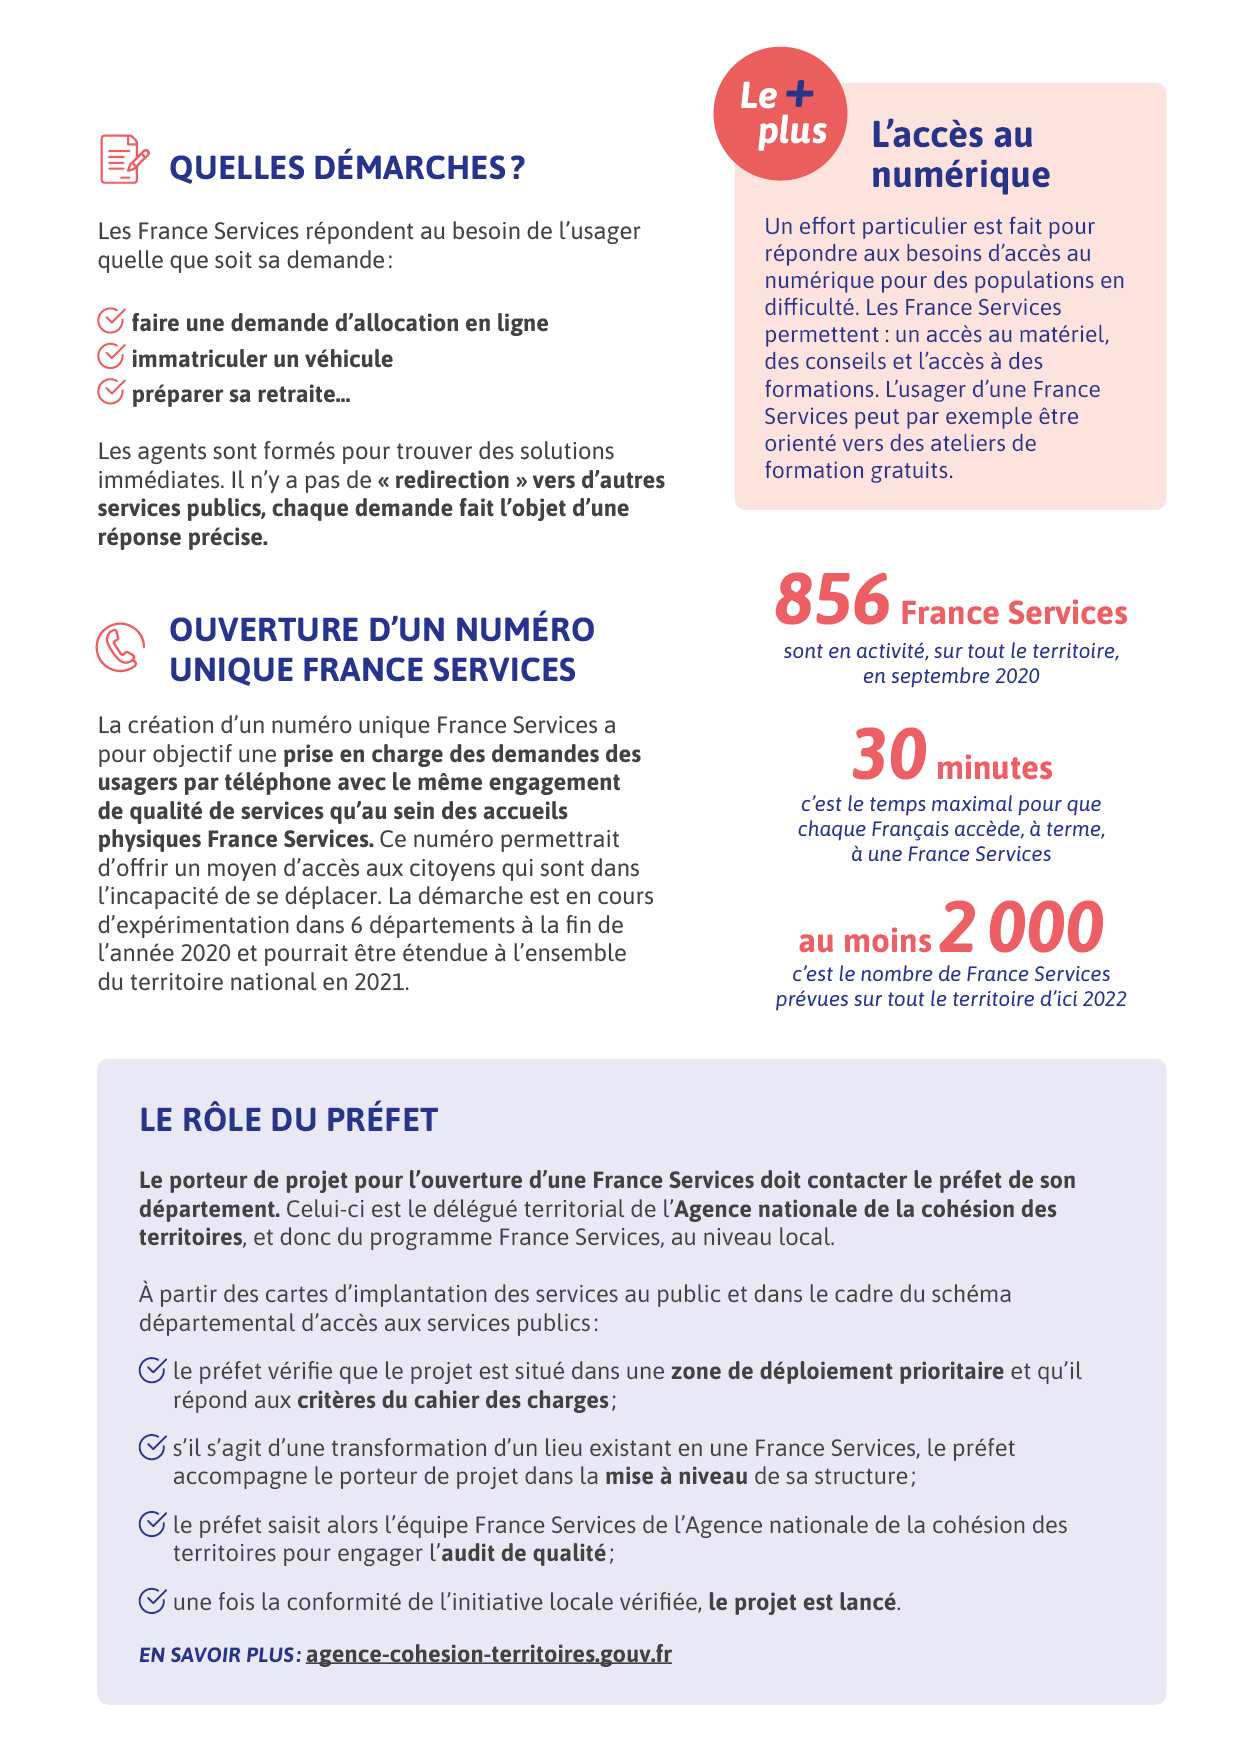 QUELLES DÉMARCHES ?
Les France Services répondent au besoin de l’usager
quelle que soit sa demande :
faire une demande d’allocation en ligne
immatriculer un véhicule
préparer sa retraite…
Les agents sont formés pour trouver des solutions
immédiates. Il n’y a pas de « redirection » vers d’autres
services publics, chaque demande fait l’objet d’une
réponse précise.
OUVERTURE D’UN NUMÉRO
UNIQUE FRANCE SERVICES
La création d’un numéro unique France Services a
pour objectif une prise en charge des demandes des
usagers par téléphone avec le même engagement
de qualité de services qu’au sein des accueils
physiques France Services. Ce numéro permettrait
d’offrir un moyen d’accès aux citoyens qui sont dans
l’incapacité de se déplacer. La démarche est en cours
d’expérimentation dans 6 départements à la fin de
l’année 2020 et pourrait être étendue à l’ensemble
du territoire national en 2021.
Le +
plus
L’accès au
numérique
Un effort particulier est fait pour
répondre aux besoins d’accès au
numérique pour des populations en
difficulté. Les France Services
permettent : un accès au matériel,
des conseils et l’accès à des
formations. L’usager d’une France
Services peut par exemple être
orienté vers des ateliers de
formation gratuits.
856 France Services
sont en activité, sur tout le territoire,
en septembre 2020
30 minutes
c’est le temps maximal pour que
chaque Français accède, à terme,
à une France Services
au moins 2 000
c’est le nombre de France Services
prévues sur tout le territoire d’ici 2022
LE RÔLE DU PRÉFET
Le porteur de projet pour l’ouverture d’une France Services doit contacter le préfet de son
département. Celui-ci est le délégué territorial de l’Agence nationale de la cohésion des
territoires, et donc du programme France Services, au niveau local.
À partir des cartes d’implantation des services au public et dans le cadre du schéma
départemental d’accès aux services publics :
le préfet vérifie que le projet est situé dans une zone de déploiement prioritaire et qu’il
répond aux critères du cahier des charges ;
s’il s’agit d’une transformation d’un lieu existant en une France Services, le préfet
accompagne le porteur de projet dans la mise à niveau de sa structure ;
le préfet saisit alors l’équipe France Services de l’Agence nationale de la cohésion des
territoires pour engager l’audit de qualité ;
une fois la conformité de l’initiative locale vérifiée, le projet est lancé.
EN SAVOIR PLUS : agence-cohesion-territoires.gouv.fr